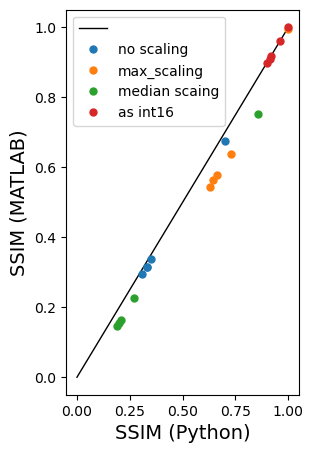 no scaling
max_scaling
median scaing
as int16
1.0
0.8
0.6
0.4
0.2
0.0
SSIM (MATLAB)
0.00 0.25 0.50 0.75 1.00
SSIM (Python)